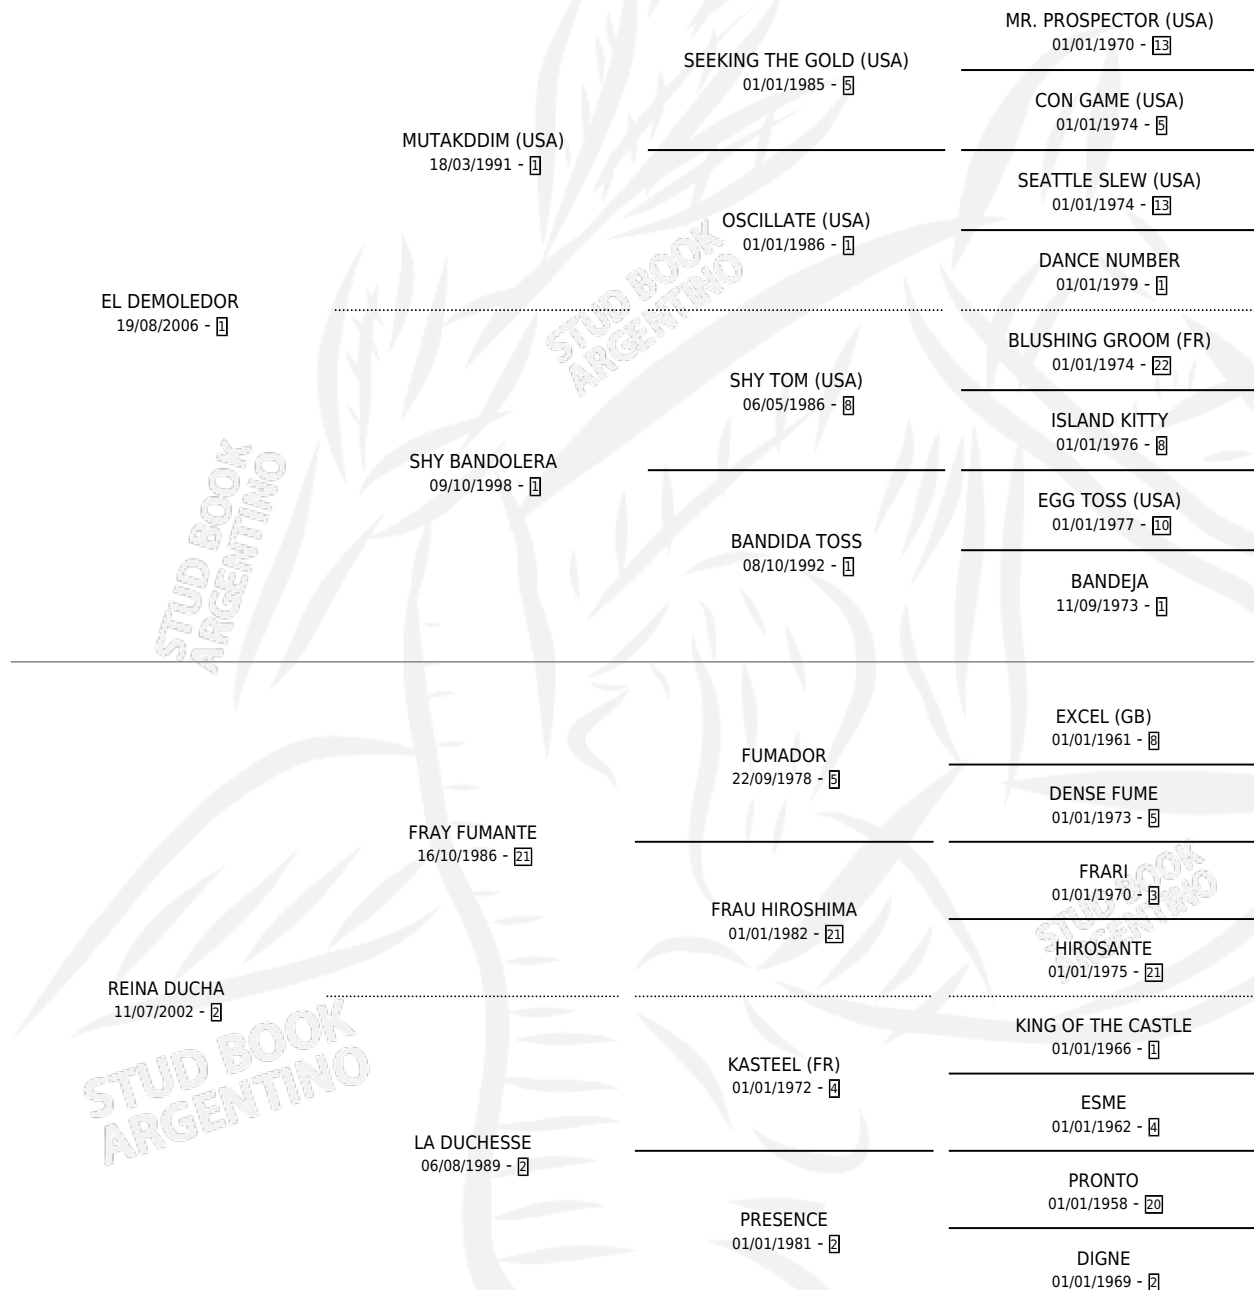 MR. PROSPECTOR (USA)
01/01/1970 - 13
SEEKING THE GOLD (USA)
01/01/1985 - 5
CON GAME (USA)
01/01/1974 - 5
MUTAKDDIM (USA)
18/03/1991 - 1
SEATTLE SLEW (USA)
01/01/1974 - 13
OSCILLATE (USA)
01/01/1986 - 1
DANCE NUMBER
01/01/1979 - 1
EL DEMOLEDOR
19/08/2006 - 1
BLUSHING GROOM (FR)
01/01/1974 - 22
SHY TOM (USA)
06/05/1986 - 8
ISLAND KITTY
01/01/1976 - 8
SHY BANDOLERA
09/10/1998 - 1
EGG TOSS (USA)
01/01/1977 - 10
BANDIDA TOSS
08/10/1992 - 1
BANDEJA
11/09/1973 - 1
EXCEL (GB)
01/01/1961 - 8
FUMADOR
22/09/1978 - 5
DENSE FUME
01/01/1973 - 5
FRAY FUMANTE
16/10/1986 - 21
FRARI
01/01/1970 - 3
FRAU HIROSHIMA
01/01/1982 - 21
HIROSANTE
01/01/1975 - 21
REINA DUCHA
11/07/2002 - 2
KING OF THE CASTLE
01/01/1966 - 1
KASTEEL (FR)
01/01/1972 - 4
ESME
01/01/1962 - 4
LA DUCHESSE
06/08/1989 - 2
PRONTO
01/01/1958 - 20
PRESENCE
01/01/1981 - 2
DIGNE
01/01/1969 - 2
STUD BOOK
ARGENTINO
STUD BOOK
ARGENTINO
STUD BOOK
ARGENTINO
STUD BOOK
ARGENTINO